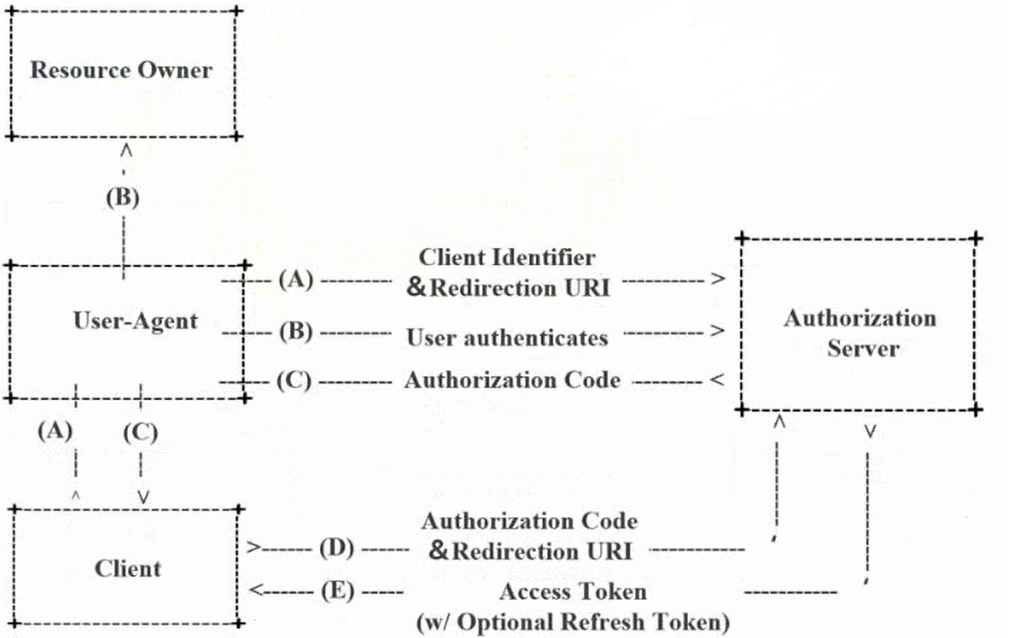 Resource Owner
(B)
Client Identifier
(A)
&Redirection URI
User-Agent
(B)
User authenticates
Authorization
Server
(C)
Authorization Code
(A)
(C)
Authorization Code
(D)
&Redirection URI
Client
(E)
Access Token
(w/ Optional Refresh Token)